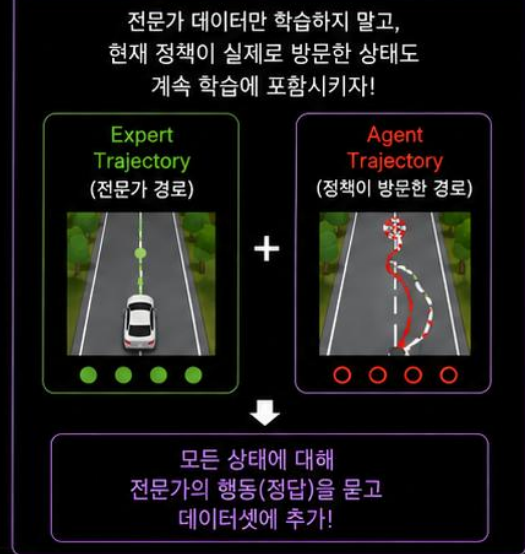 전문가 데이터만 학습하지 말고,
현재 정책이 실제로 방문한 상태도
계속 학습에 포함시키자!
Expert
Trajectory
(전문가 경로)
+
Agent
Trajectory
(정책이 방문한 경로)
모든 상태에 대해
전문가의 행동(정답)을 묻고
데이터셋에 추가!